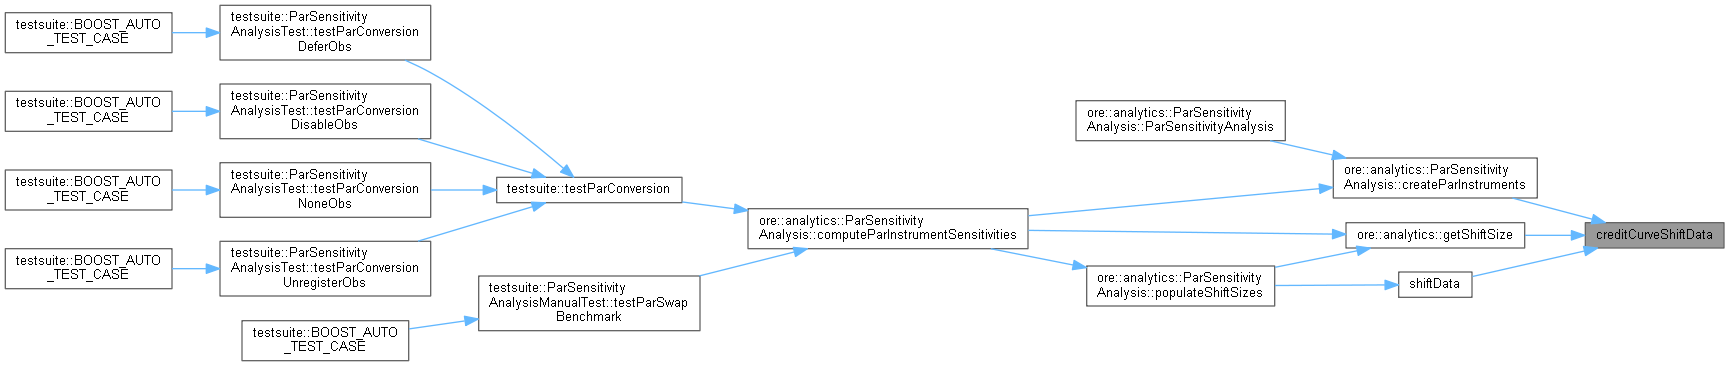 testsuite::BOOST_AUTO
_TEST_CASE
testsuite::ParSensitivity
AnalysisTest::testParConversion
DeferObs
testsuite::BOOST_AUTO
_TEST_CASE
testsuite::ParSensitivity
AnalysisTest::testParConversion
DisableObs
testsuite::BOOST_AUTO
_TEST_CASE
testsuite::ParSensitivity
AnalysisTest::testParConversion
NoneObs
testsuite::BOOST_AUTO
_TEST_CASE
testsuite::ParSensitivity
AnalysisTest::testParConversion
UnregisterObs
testsuite::BOOST_AUTO
_TEST_CASE
testsuite::testParConversion
testsuite::ParSensitivity
AnalysisManualTest::testParSwap
Benchmark
ore::analytics::ParSensitivity
Analysis::computeParInstrumentSensitivities
ore::analytics::ParSensitivity
Analysis::ParSensitivityAnalysis
ore::analytics::ParSensitivity
Analysis::createParInstruments
ore::analytics::getShiftSize
ore::analytics::ParSensitivity
Analysis::populateShiftSizes
shiftData
creditCurveShiftData